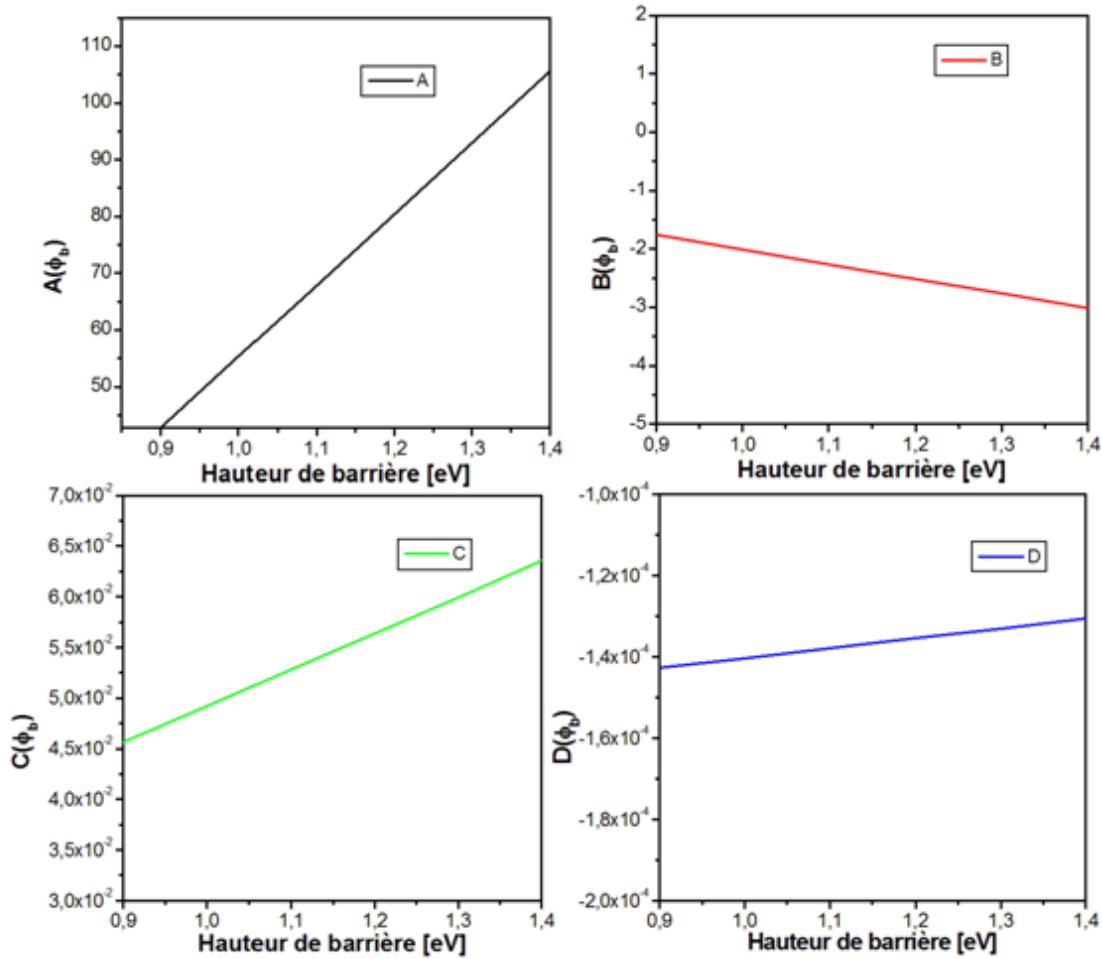 110
100
90
80
70
60
50
A(ϕb)
A
0,9 1,0 1,1 1,2 1,3 1,4
Hauteur de barrière [eV]
2
1
0
-1
-2
-3
-4
-5
B(ϕb)
B
0,9 1,0 1,1 1,2 1,3 1,4
Hauteur de barrière [eV]
7,0x10⁻²
6,5x10⁻²
6,0x10⁻²
5,5x10⁻²
5,0x10⁻²
4,5x10⁻²
4,0x10⁻²
3,5x10⁻²
3,0x10⁻²
C(ϕb)
C
0,9 1,0 1,1 1,2 1,3 1,4
Hauteur de barrière [eV]
-1,0x10⁻⁴
-1,2x10⁻⁴
-1,4x10⁻⁴
-1,6x10⁻⁴
-1,8x10⁻⁴
-2,0x10⁻⁴
D(ϕb)
D
0,9 1,0 1,1 1,2 1,3 1,4
Hauteur de barrière [eV]